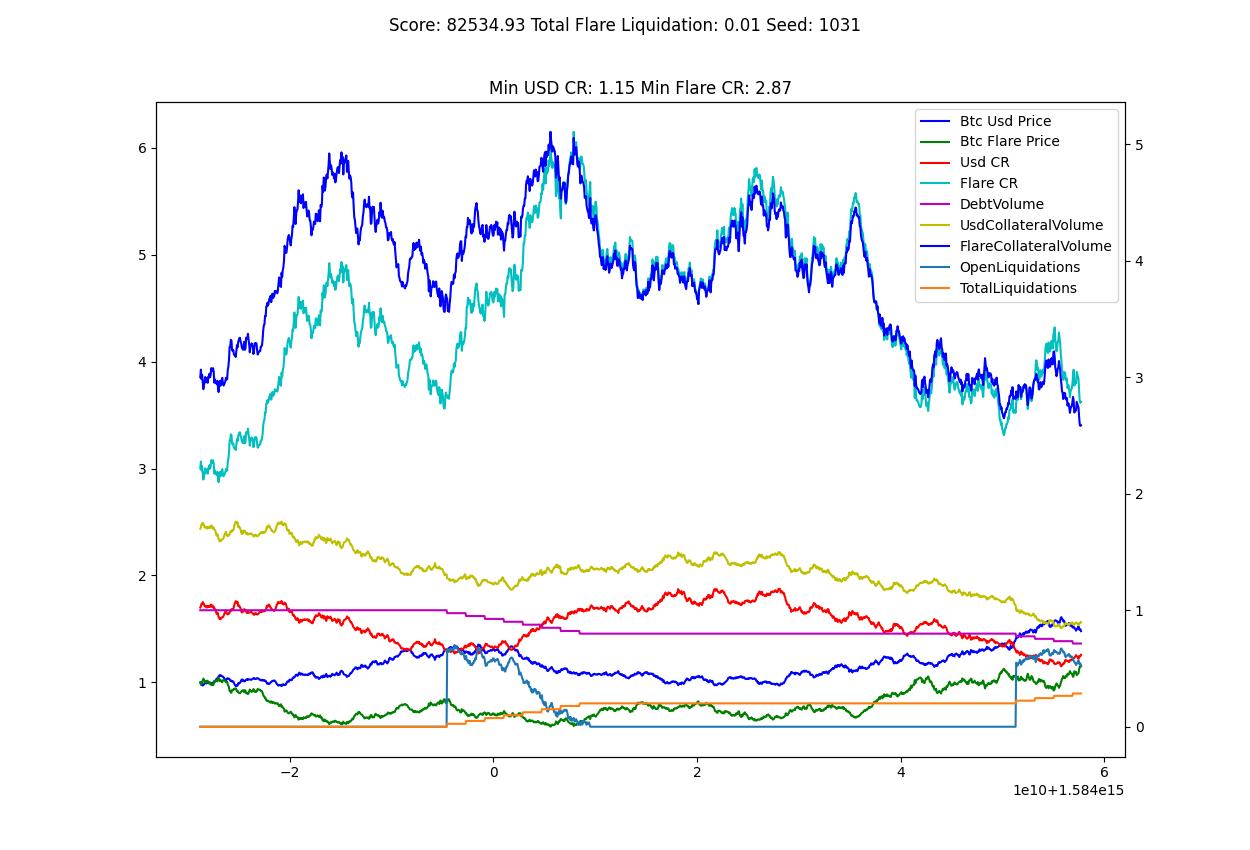 Score: 82534.93 Total Flare Liquidation: 0.01 Seed: 1031
Min USD CR: 1.15 Min Flare CR: 2.87
Btc Usd Price
Btc Flare Price
Usd CR
Flare CR
DebtVolume
UsdCollateralVolume
FlareCollateralVolume
OpenLiquidations
TotalLiquidations
6
5
4
3
2
1
5
4
3
2
1
0
−2 0 2 4 6
1e10+1.584e15